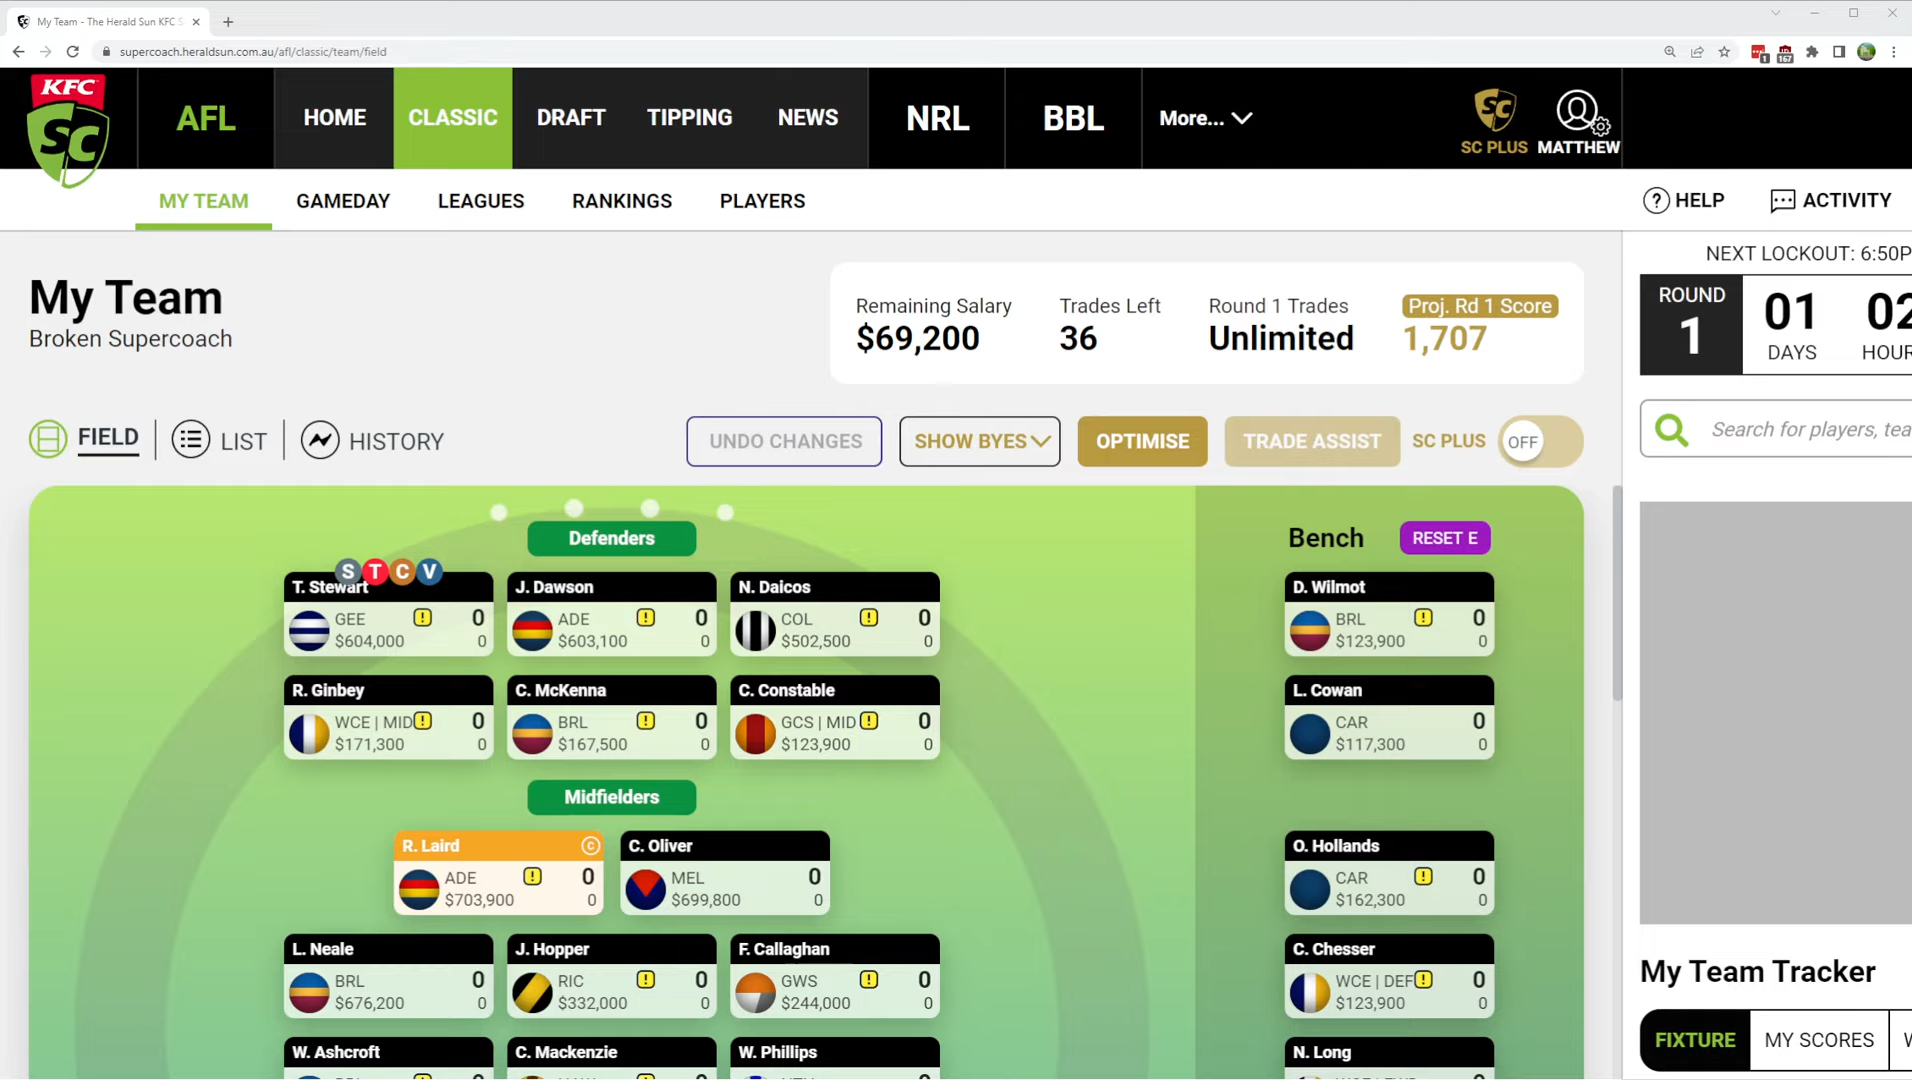 My Team - The Herald Sun KFC S
supercoach.heraldsun.com.au/afl/classic/team/field
1
167
KFC
SC
AFL
HOME
CLASSIC
DRAFT
TIPPING
NEWS
NRL
BBL
More...
SC
SC PLUS
MATTHEW
MY TEAM
GAMEDAY
LEAGUES
RANKINGS
PLAYERS
? HELP
ACTIVITY
My Team
Broken Supercoach
Remaining Salary
$69,200
Trades Left
36
Round 1 Trades
Unlimited
Proj. Rd 1 Score
1,707
NEXT LOCKOUT: 6:50P
ROUND
1
01
DAYS
02
HOUR
FIELD
LIST
HISTORY
UNDO CHANGES
SHOW BYES
OPTIMISE
TRADE ASSIST
SC PLUS
OFF
Search for players, tea
Defenders
Bench
RESET E
S T C V
T. Stewart
GEE ! 0
$604,000 0
J. Dawson
ADE ! 0
$603,100 0
N. Daicos
COL ! 0
$502,500 0
D. Wilmot
BRL ! 0
$123,900 0
R. Ginbey
WCE | MID ! 0
$171,300 0
C. McKenna
BRL ! 0
$167,500 0
C. Constable
GCS | MID ! 0
$123,900 0
L. Cowan
CAR 0
$117,300 0
Midfielders
R. Laird C
ADE ! 0
$703,900 0
C. Oliver
MEL 0
$699,800 0
O. Hollands
CAR ! 0
$162,300 0
L. Neale
BRL 0
$676,200 0
J. Hopper
RIC ! 0
$332,000 0
F. Callaghan
GWS ! 0
$244,000 0
C. Chesser
WCE | DEF ! 0
$123,900 0
W. Ashcroft
C. Mackenzie
W. Phillips
N. Long
My Team Tracker
FIXTURE
MY SCORES